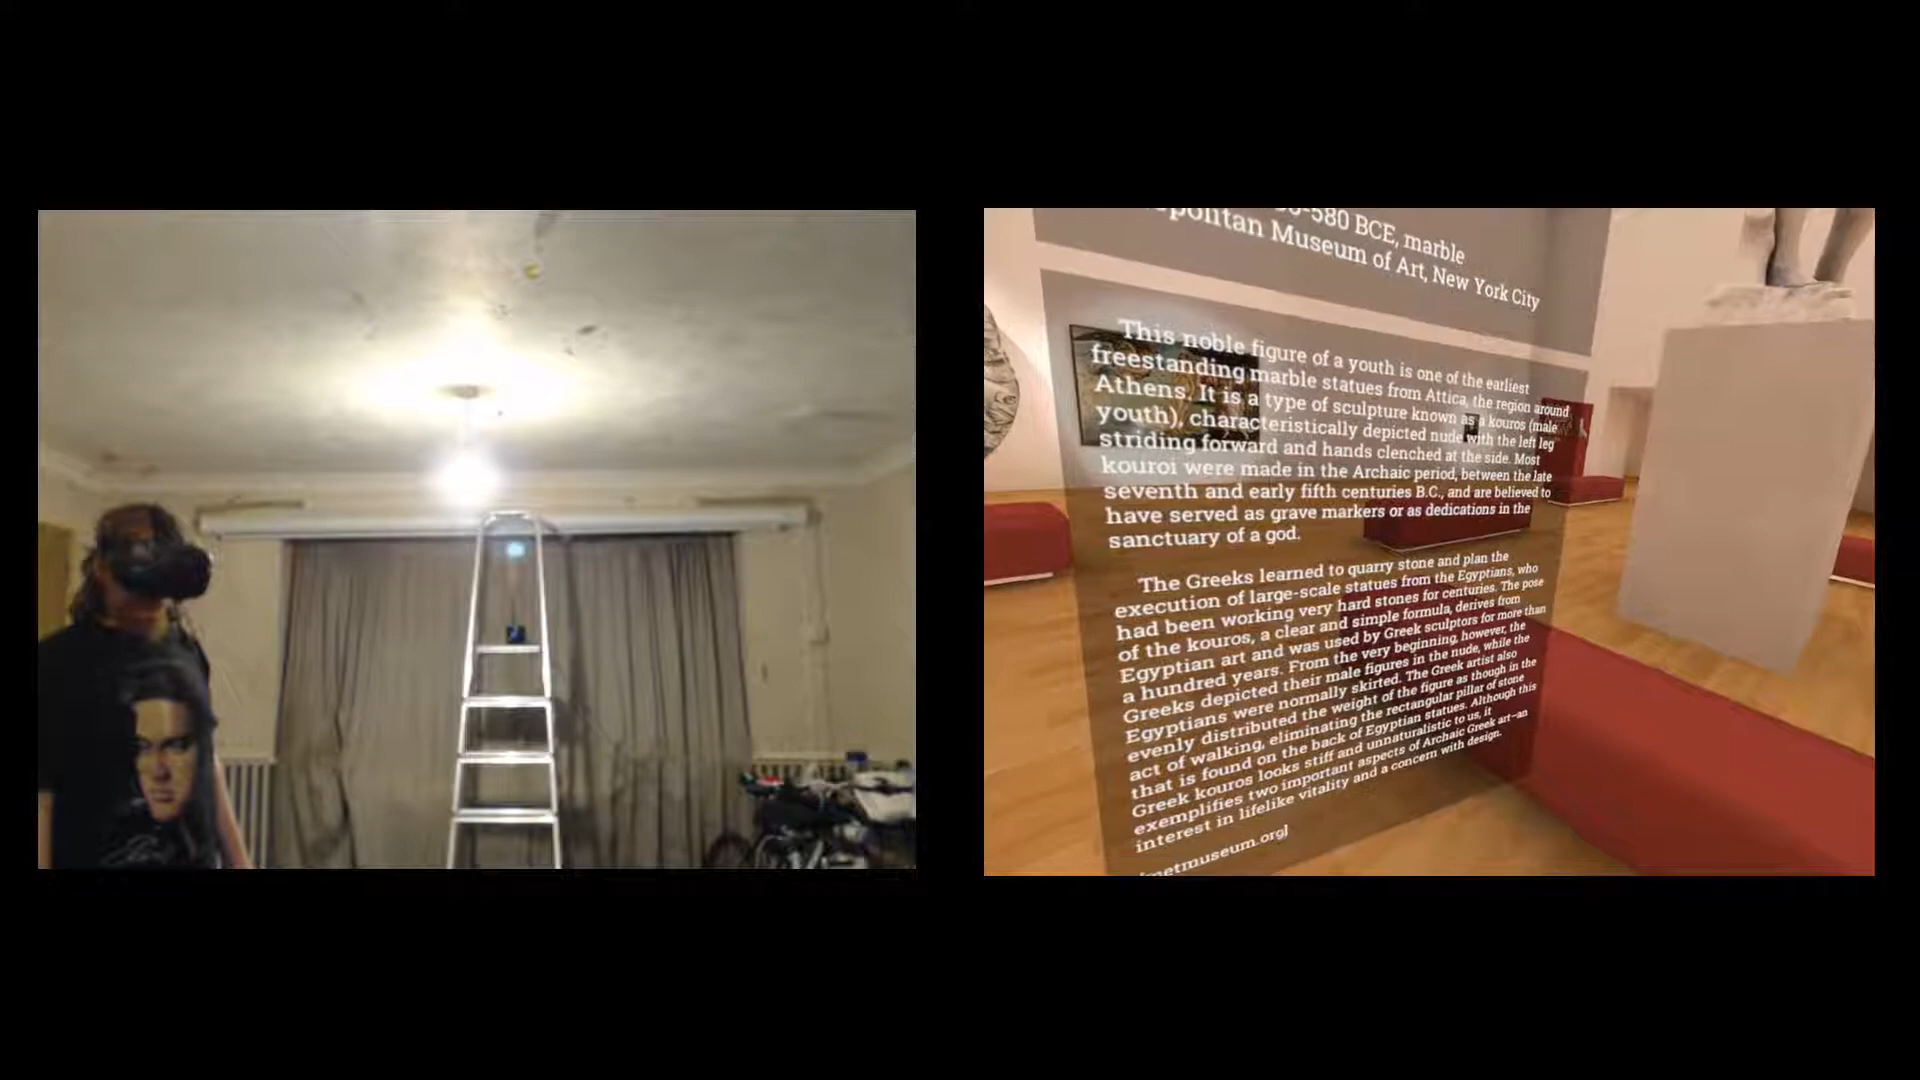 -580 BCE, marble
politan Museum of Art, New York City
This noble figure of a youth is one of the earliest
freestanding marble statues from Attica, the region around
Athens. It is a type of sculpture known as a kouros (male
youth), characteristically depicted nude with the left leg
striding forward and hands clenched at the side. Most
kouroi were made in the Archaic period, between the late
seventh and early fifth centuries B.C., and are believed to
have served as grave markers or as dedications in the
sanctuary of a god.
The Greeks learned to quarry stone and plan the
execution of large-scale statues from the Egyptians, who
had been working very hard stones for centuries. The pose
of the kouros, a clear and simple formula, derives from
Egyptian art and was used by Greek sculptors for more than
a hundred years. From the very beginning, however, the
Greeks depicted their male figures in the nude, while the
Egyptians were normally skirted. The Greek artist also
evenly distributed the weight of the figure as though in the
act of walking, eliminating the rectangular pillar of stone
that is found on the back of Egyptian statues. Although this
Greek kouros looks stiff and unnaturalistic to us, it
exemplifies two important aspects of Archaic Greek art—an
interest in lifelike vitality and a concern with design.
[metmuseum.org]